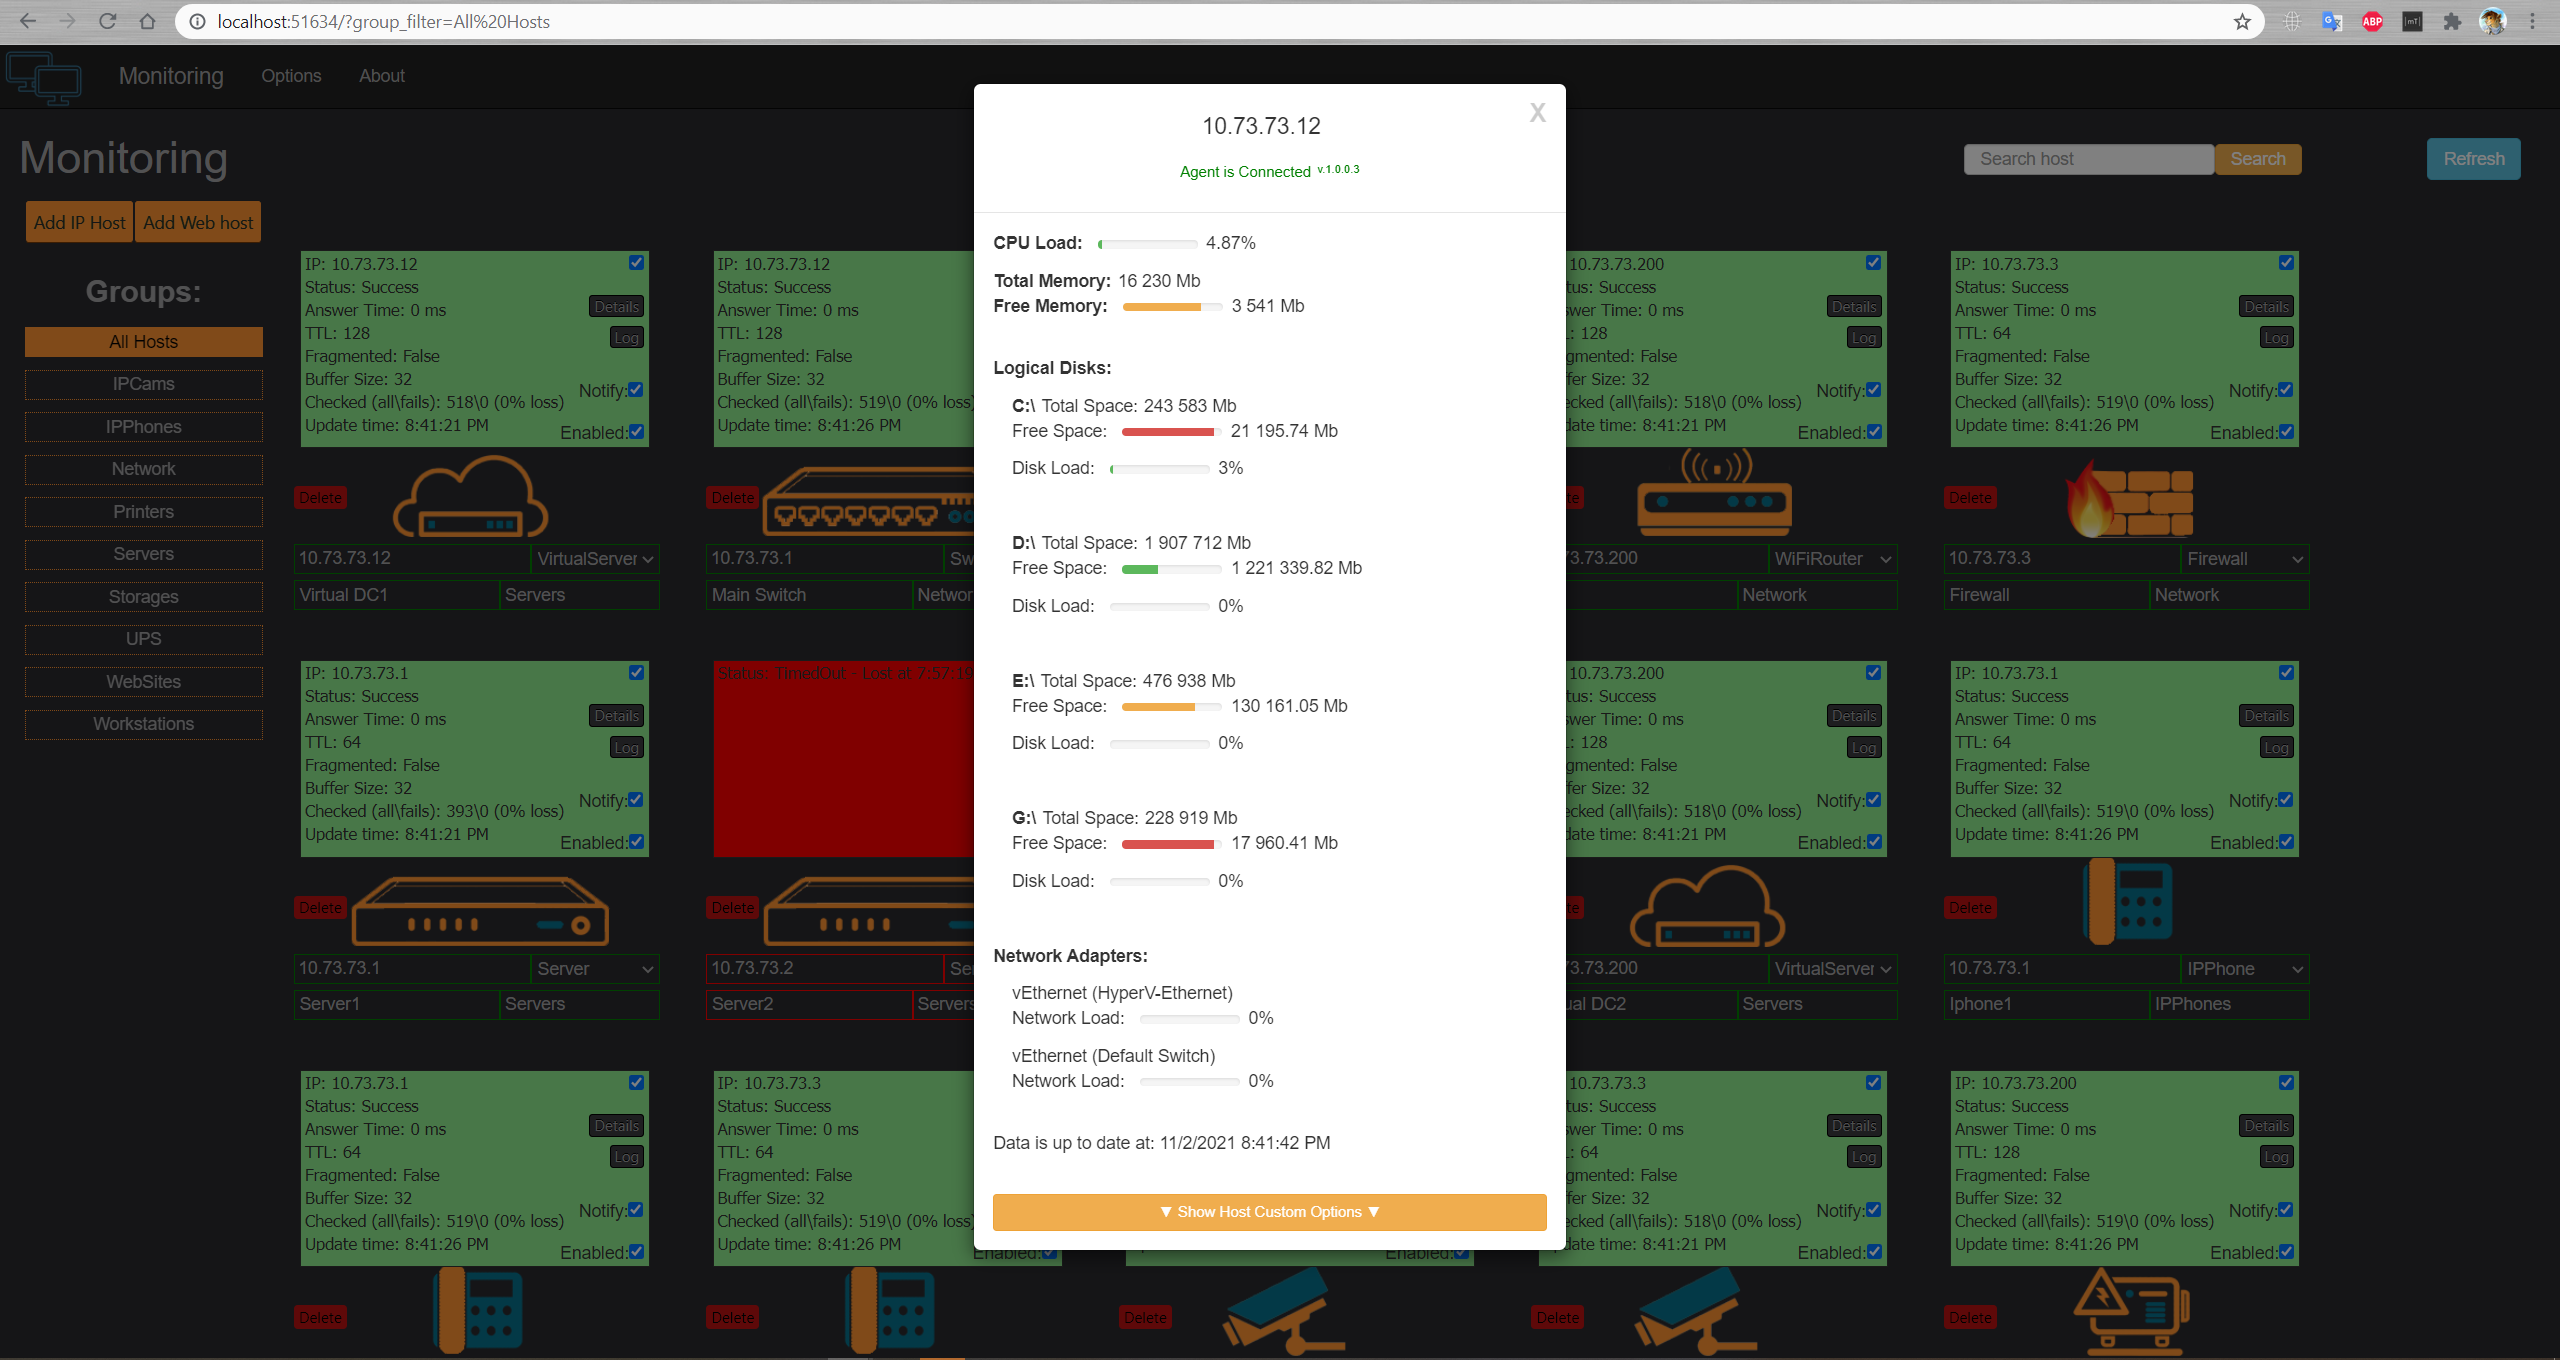 localhost:51634/?group_filter=All%20Hosts
ABP
Monitoring
Options
About
Monitoring
Search host
Search
Refresh
Add IP Host
Add Web host
Groups:
All Hosts
IPCams
IPPhones
Network
Printers
Servers
Storages
UPS
WebSites
Workstations
IP: 10.73.73.12
Status: Success
Answer Time: 0 ms
Details
TTL: 128
Log
Fragmented: False
Buffer Size: 32
Notify:
Checked (all\fails): 518\0 (0% loss)
Update time: 8:41:21 PM
Enabled:
Delete
10.73.73.12
VirtualServer
Virtual DC1
Servers
IP: 10.73.73.12
Status: Success
Answer Time: 0 ms
TTL: 128
Fragmented: False
Buffer Size: 32
Checked (all\fails): 519\0 (0% loss)
Update time: 8:41:26 PM
Delete
10.73.73.1
Sw
Main Switch
Networ
10.73.73.200
tus: Success
wer Time: 0 ms
Details
: 128
Log
gmented: False
fer Size: 32
Notify:
cked (all\fails): 518\0 (0% loss)
date time: 8:41:21 PM
Enabled:
te
73.200
WiFiRouter
Network
IP: 10.73.73.3
Status: Success
Answer Time: 0 ms
Details
TTL: 64
Log
Fragmented: False
Buffer Size: 32
Notify:
Checked (all\fails): 519\0 (0% loss)
Update time: 8:41:26 PM
Enabled:
Delete
10.73.73.3
Firewall
Firewall
Network
IP: 10.73.73.1
Status: Success
Answer Time: 0 ms
Details
TTL: 64
Log
Fragmented: False
Buffer Size: 32
Notify:
Checked (all\fails): 393\0 (0% loss)
Update time: 8:41:21 PM
Enabled:
Delete
10.73.73.1
Server
Server1
Servers
Status: TimedOut
Lost at 7:57:19
Delete
10.73.73.2
Se
Server2
Servers
10.73.73.200
tus: Success
wer Time: 0 ms
Details
: 128
Log
gmented: False
fer Size: 32
Notify:
cked (all\fails): 518\0 (0% loss)
date time: 8:41:21 PM
Enabled:
te
73.200
VirtualServer
ual DC2
Servers
IP: 10.73.73.1
Status: Success
Answer Time: 0 ms
Details
TTL: 64
Log
Fragmented: False
Buffer Size: 32
Notify:
Checked (all\fails): 519\0 (0% loss)
Update time: 8:41:26 PM
Enabled:
Delete
10.73.73.1
IPPhone
Iphone1
IPPhones
IP: 10.73.73.1
Status: Success
Answer Time: 0 ms
Details
TTL: 64
Log
Fragmented: False
Buffer Size: 32
Notify:
Checked (all\fails): 519\0 (0% loss)
Update time: 8:41:26 PM
Enabled:
Delete
IP: 10.73.73.3
Status: Success
Answer Time: 0 ms
TTL: 64
Fragmented: False
Buffer Size: 32
Checked (all\fails): 519\0 (0% loss)
Update time: 8:41:26 PM
Enabled:
Delete
Enabled:
Delete
10.73.73.3
tus: Success
wer Time: 0 ms
Details
: 64
Log
gmented: False
fer Size: 32
Notify:
cked (all\fails): 518\0 (0% loss)
date time: 8:41:21 PM
Enabled:
Delete
IP: 10.73.73.200
Status: Success
Answer Time: 0 ms
Details
TTL: 128
Log
Fragmented: False
Buffer Size: 32
Notify:
Checked (all\fails): 519\0 (0% loss)
Update time: 8:41:26 PM
Enabled:
Delete
X
10.73.73.12
Agent is Connected v.1.0.0.3
CPU Load: 4.87%
Total Memory: 16 230 Mb
Free Memory: 3 541 Mb
Logical Disks:
C:\ Total Space: 243 583 Mb
Free Space: 21 195.74 Mb
Disk Load: 3%
D:\ Total Space: 1 907 712 Mb
Free Space: 1 221 339.82 Mb
Disk Load: 0%
E:\ Total Space: 476 938 Mb
Free Space: 130 161.05 Mb
Disk Load: 0%
G:\ Total Space: 228 919 Mb
Free Space: 17 960.41 Mb
Disk Load: 0%
Network Adapters:
vEthernet (HyperV-Ethernet)
Network Load: 0%
vEthernet (Default Switch)
Network Load: 0%
Data is up to date at: 11/2/2021 8:41:42 PM
▼ Show Host Custom Options ▼